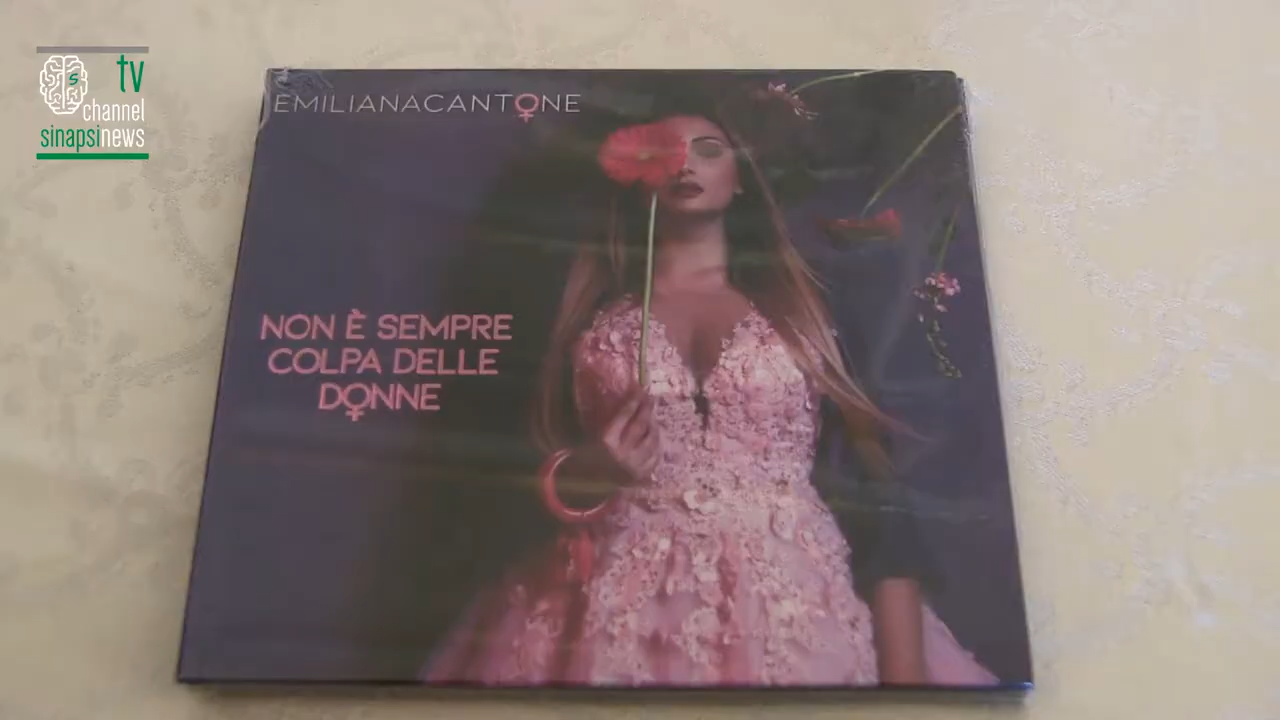 tv
channel
sinapsinews
EMILIANACANTONE
NON È SEMPRE
COLPA DELLE
DONNE